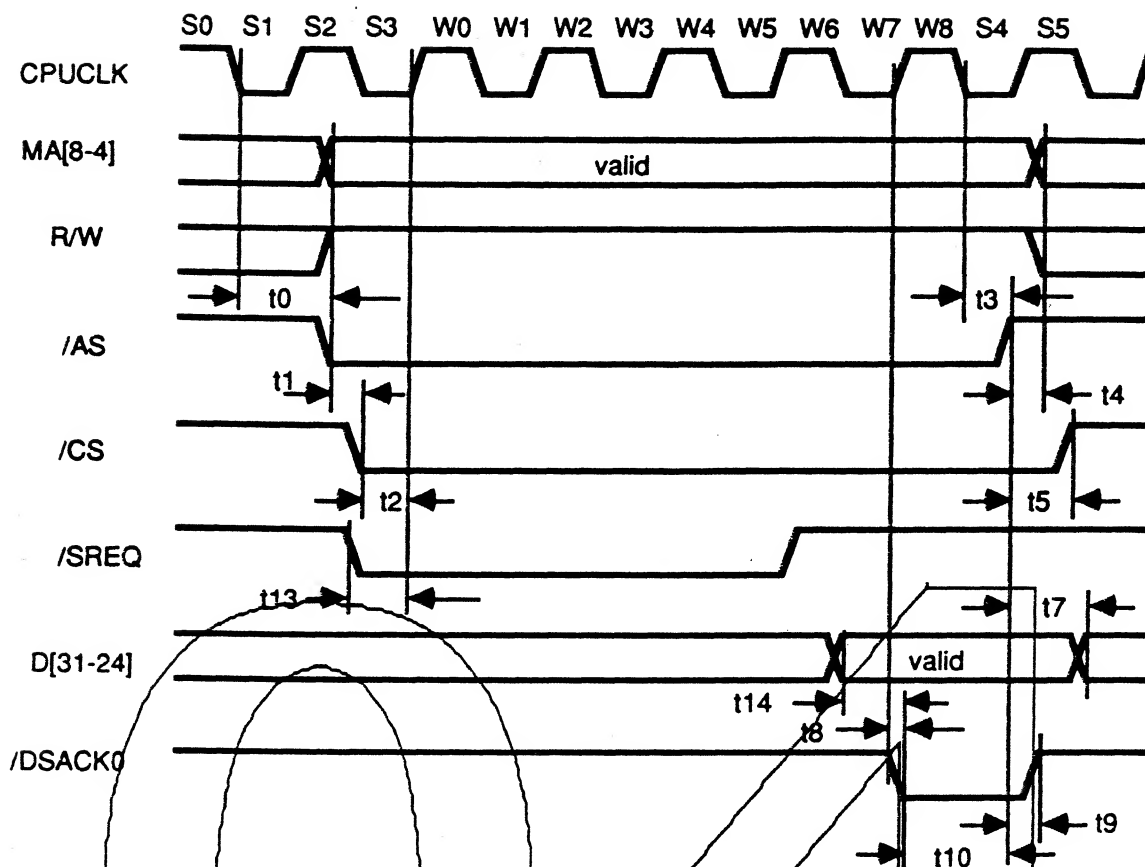 S0 S1 S2 S3 W0 W1 W2 W3 W4 W5 W6 W7 W8 S4 S5
CPUCLK
MA[8-4]
valid
R/W
t0
t3
/AS
t1
t4
/CS
t2
t5
/SREQ
t13
t7
D[31-24]
valid
t14
t8
/DSACK0
t9
t10